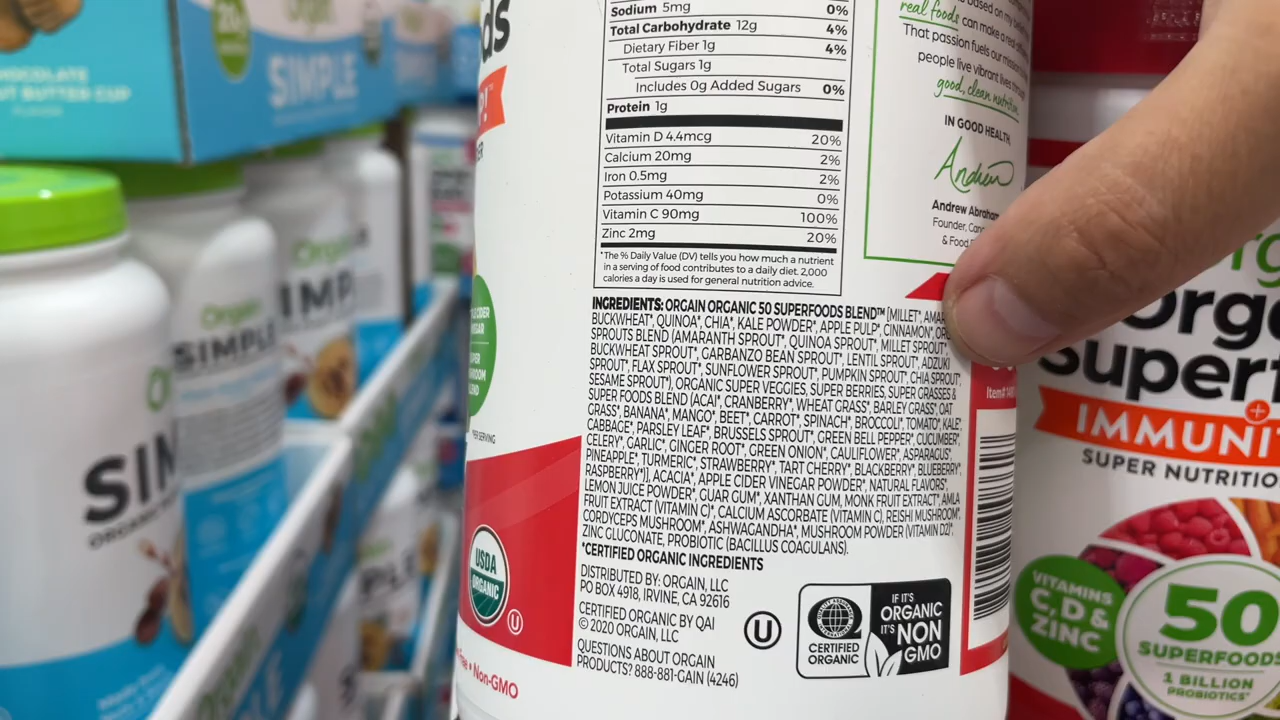 Sodium 5mg 0%
Total Carbohydrate 12g 4%
Dietary Fiber 1g 4%
Total Sugars 1g
Includes 0g Added Sugars 0%
Protein 1g
Vitamin D 4.4mcg 20%
Calcium 20mg 2%
Iron 0.5mg 2%
Potassium 40mg 0%
Vitamin C 90mg 100%
Zinc 2mg 20%
*The % Daily Value (DV) tells you how much a nutrient
in a serving of food contributes to a daily diet. 2,000
calories a day is used for general nutrition advice.
INGREDIENTS: ORGAIN ORGANIC 50 SUPERFOODS BLEND™ [MILLET*,
BUCKWHEAT*, QUINOA*, CHIA*, KALE POWDER*, APPLE PULP*, CINNAMON*,
SPROUTS BLEND (AMARANTH SPROUT*, QUINOA SPROUT*, MILLET SPROUT*,
BUCKWHEAT SPROUT*, GARBANZO BEAN SPROUT*, LENTIL SPROUT*, ADZUKI
SPROUT*, FLAX SPROUT*, SUNFLOWER SPROUT*, PUMPKIN SPROUT*, CHIA SPROUT*,
SESAME SPROUT*), ORGANIC SUPER VEGGIES, SUPER BERRIES, SUPER GRASSES &
SUPER FOODS BLEND (ACAI*, CRANBERRY*, WHEAT GRASS*, BARLEY GRASS*, OAT
GRASS*, BANANA*, MANGO*, BEET*, CARROT*, SPINACH*, BROCCOLI*, TOMATO*, KALE*,
CABBAGE*, PARSLEY LEAF*, BRUSSELS SPROUT*, GREEN BELL PEPPER*, CUCUMBER*,
CELERY*, GARLIC*, GINGER ROOT*, GREEN ONION*, CAULIFLOWER*, ASPARAGUS*,
PINEAPPLE*, TURMERIC*, STRAWBERRY*, TART CHERRY*, BLACKBERRY*, BLUEBERRY*,
RASPBERRY*)], ACACIA*, APPLE CIDER VINEGAR POWDER*, NATURAL FLAVORS*,
LEMON JUICE POWDER*, GUAR GUM*, XANTHAN GUM, MONK FRUIT EXTRACT*, AMLA
FRUIT EXTRACT (VITAMIN C)*, CALCIUM ASCORBATE (VITAMIN C), REISHI MUSHROOM*,
CORDYCEPS MUSHROOM*, ASHWAGANDHA*, MUSHROOM POWDER (VITAMIN D2)*,
ZINC GLUCONATE, PROBIOTIC (BACILLUS COAGULANS).
*CERTIFIED ORGANIC INGREDIENTS
DISTRIBUTED BY: ORGAIN, LLC
PO BOX 4918, IRVINE, CA 92616
CERTIFIED ORGANIC BY QAI
© 2020 ORGAIN, LLC
QUESTIONS ABOUT ORGAIN
PRODUCTS? 888-881-GAIN (4246)
U
Q
CERTIFIED
ORGANIC
IF IT'S
ORGANIC
IT'S NON
GMO
real foods can make a
That passion fuels our
people live vibrant lives
good, clean nutrition.
IN GOOD HEALTH,
Andrew
Andrew
Founder,
& Food
Item#
PER SERVING
USDA
ORGANIC
U
Non-GMO
SIMPLE
CHOCOLATE
BUTTER CUP
Orgain
SIMPLE
IMMUNI
SUPER NUTRITIO
VITAMINS
C, D &
ZINC
50
SUPERFOODS
1 BILLION
PROBIOTICS